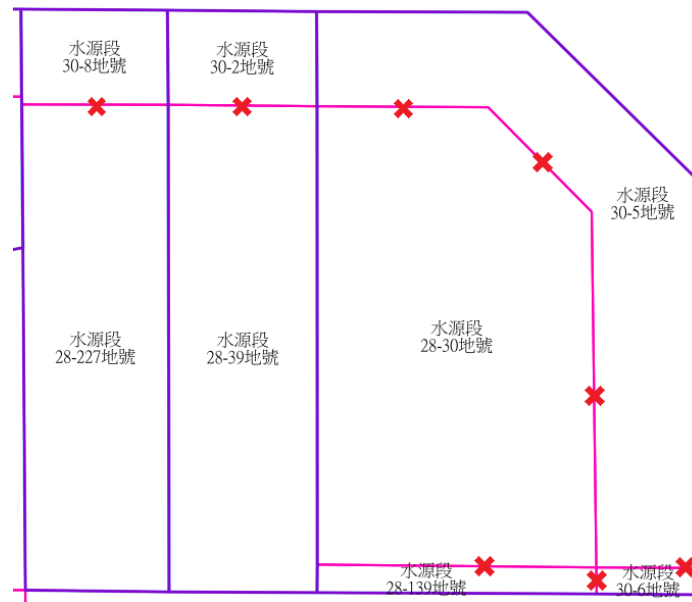 水源段
30-8地號
水源段
30-2地號
水源段
30-5地號
水源段
28-227地號
水源段
28-39地號
水源段
28-30地號
水源段
28-139地號
水源段
30-6地號